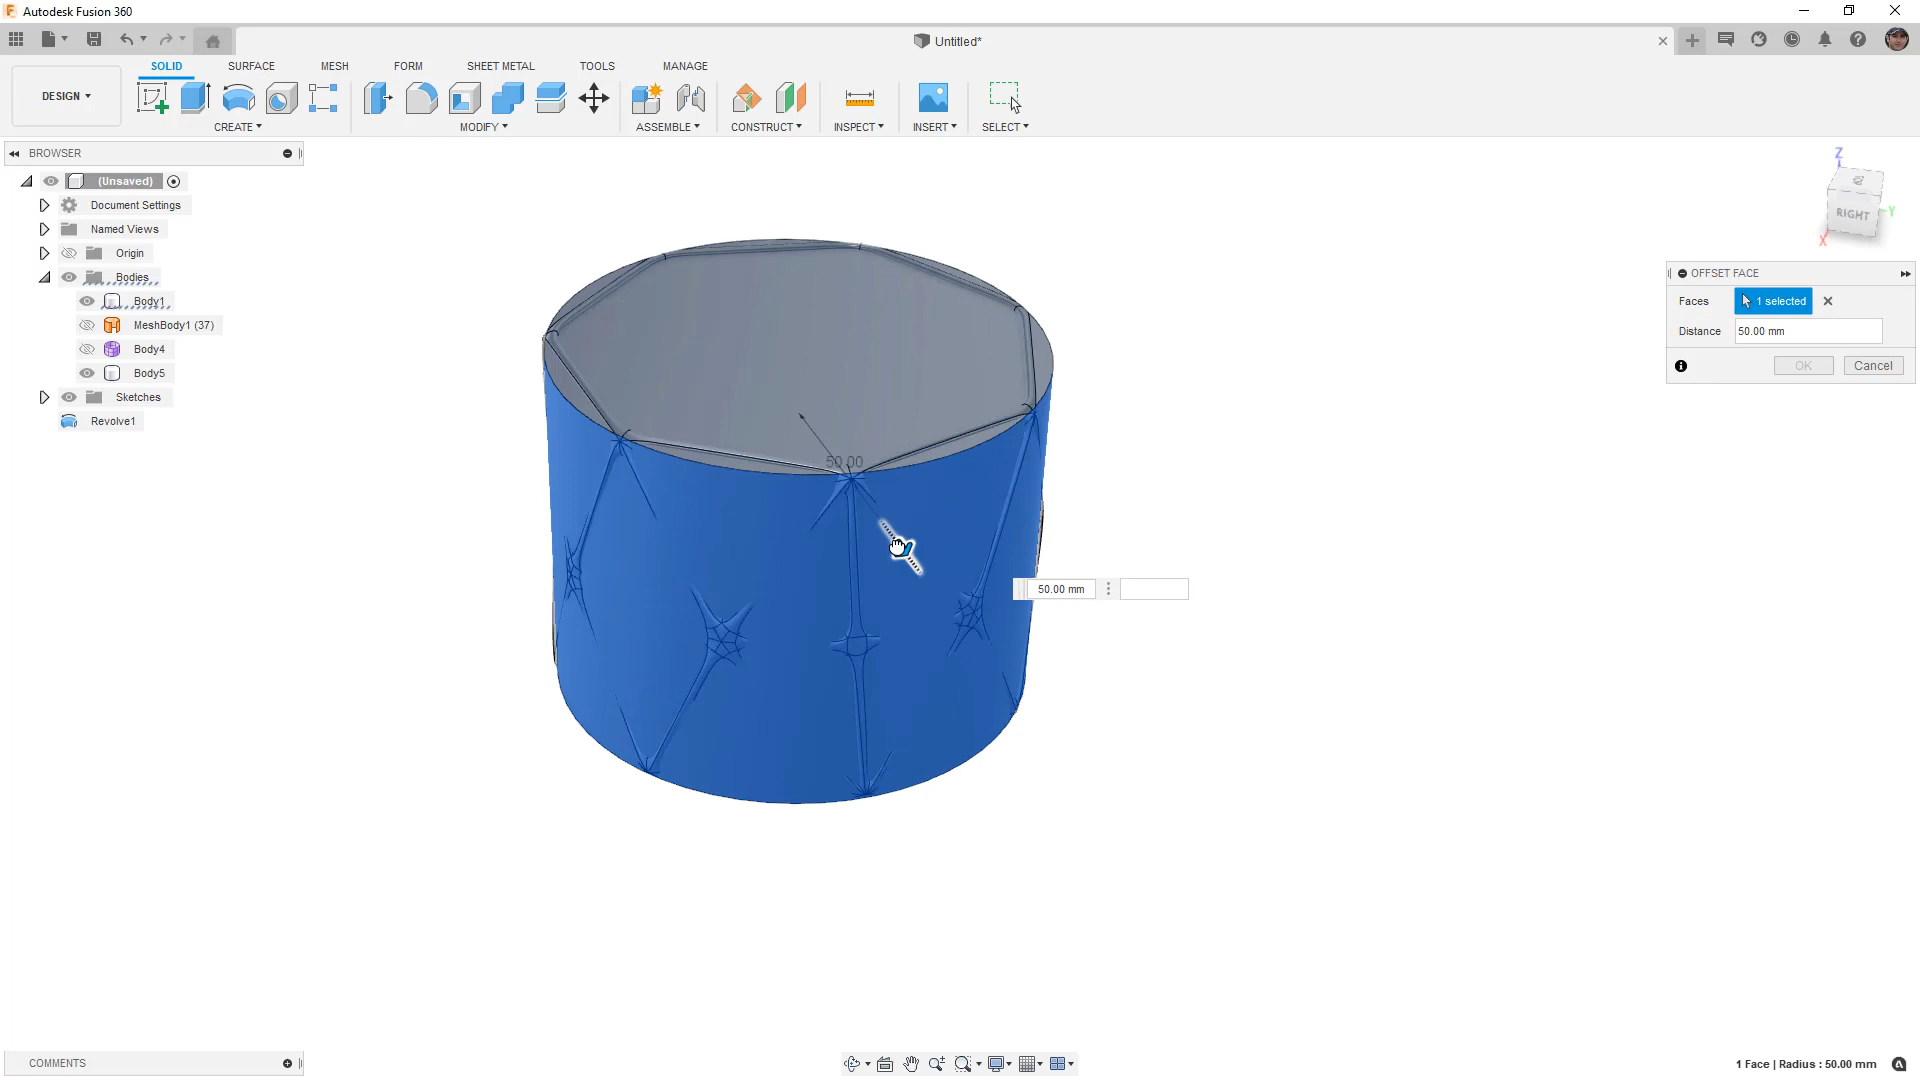 Autodesk Fusion 360
Untitled*
SOLID
SURFACE
MESH
FORM
SHEET METAL
TOOLS
MANAGE
DESIGN
CREATE
MODIFY
ASSEMBLE
CONSTRUCT
INSPECT
INSERT
SELECT
BROWSER
(Unsaved)
Document Settings
Named Views
Origin
Bodies
Body1
MeshBody1 (37)
Body4
Body5
Sketches
Revolve1
Z
RIGHT
Y
X
OFFSET FACE
Faces
1 selected
Distance
50.00 mm
OK
Cancel
50.00
50.00 mm
COMMENTS
1 Face | Radius : 50.00 mm